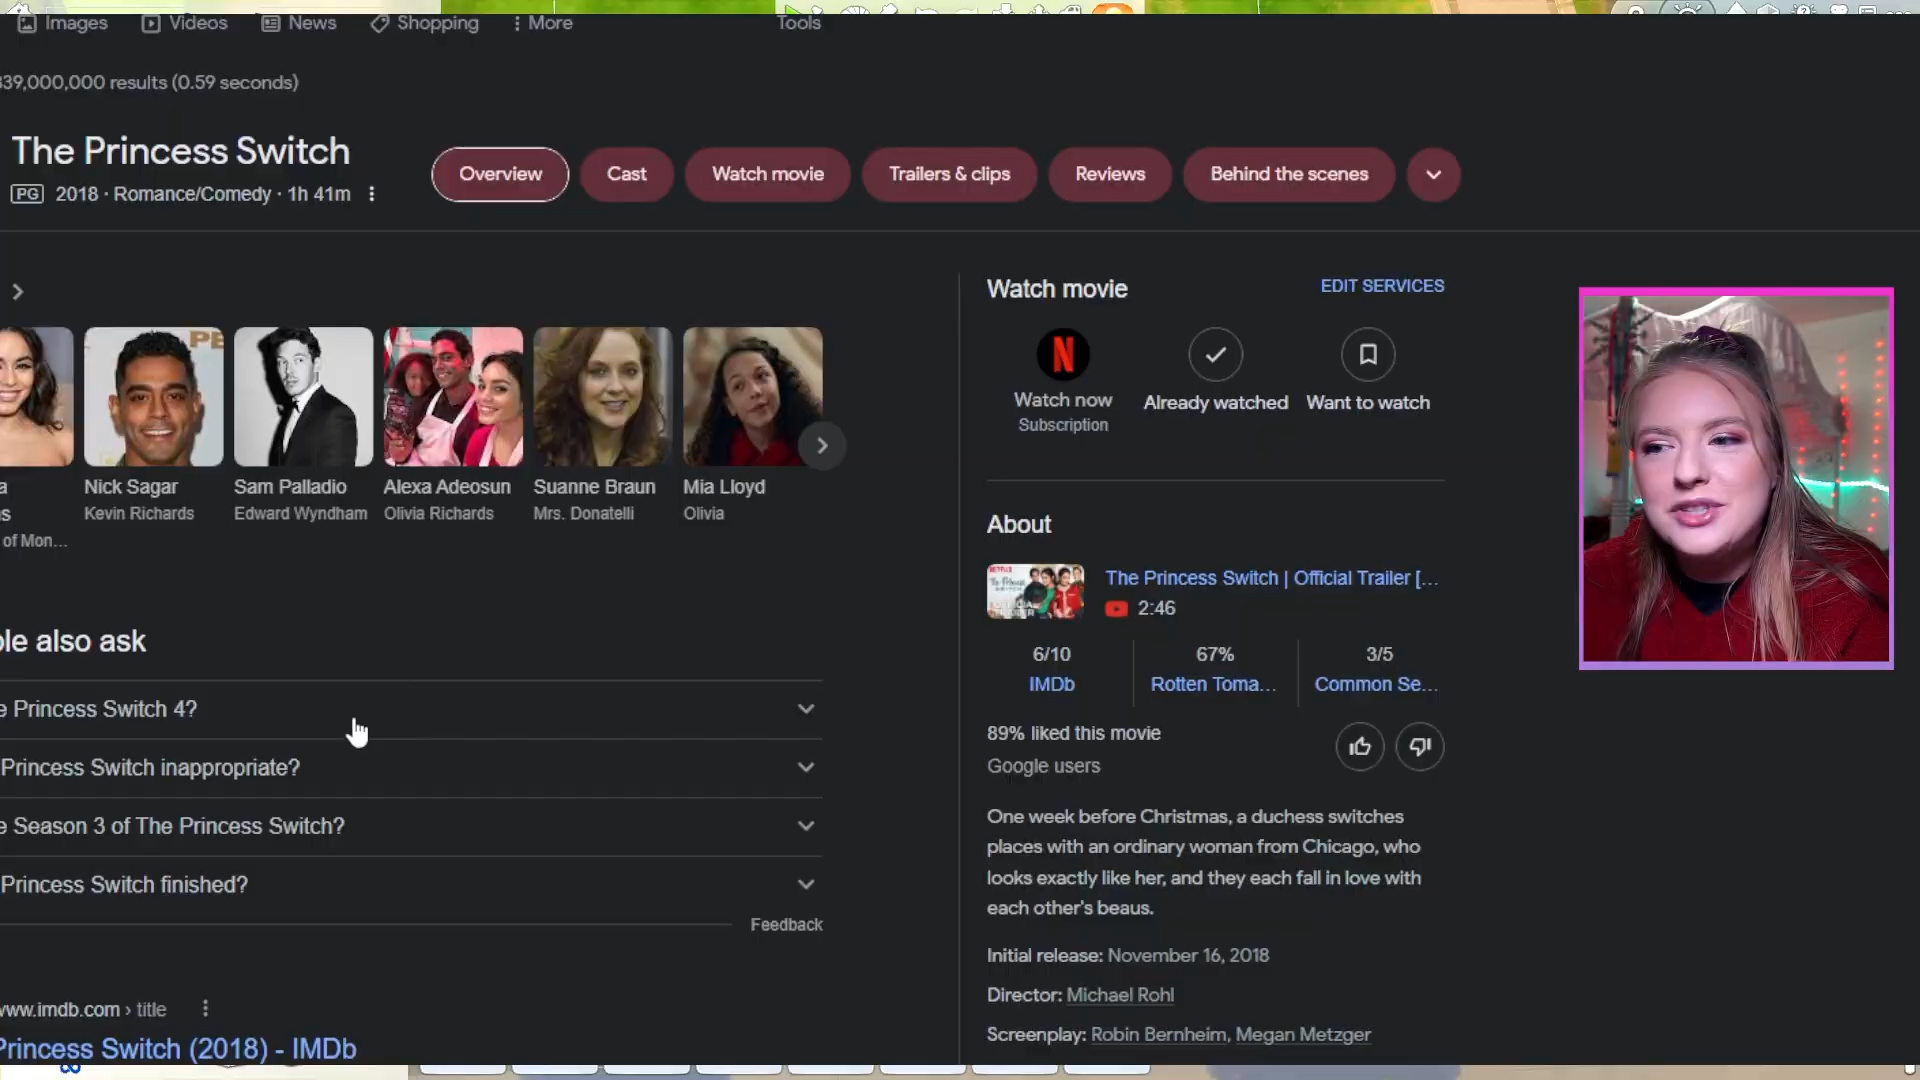 Images
Videos
News
Shopping
More
Tools
39,000,000 results (0.59 seconds)
The Princess Switch
PG 2018 · Romance/Comedy · 1h 41m
Overview
Cast
Watch movie
Trailers & clips
Reviews
Behind the scenes
a
s
of Mon...
Nick Sagar
Kevin Richards
Sam Palladio
Edward Wyndham
Alexa Adeosun
Olivia Richards
Suanne Braun
Mrs. Donatelli
Mia Lloyd
Olivia
ple also ask
e Princess Switch 4?
Princess Switch inappropriate?
e Season 3 of The Princess Switch?
Princess Switch finished?
Feedback
www.imdb.com › title
Princess Switch (2018) - IMDb
Watch movie
EDIT SERVICES
N
Watch now
Subscription
Already watched
Want to watch
About
The Princess Switch | Official Trailer [...
2:46
6/10
IMDb
67%
Rotten Toma...
3/5
Common Se...
89% liked this movie
Google users
One week before Christmas, a duchess switches
places with an ordinary woman from Chicago, who
looks exactly like her, and they each fall in love with
each other's beaus.
Initial release: November 16, 2018
Director: Michael Rohl
Screenplay: Robin Bernheim, Megan Metzger